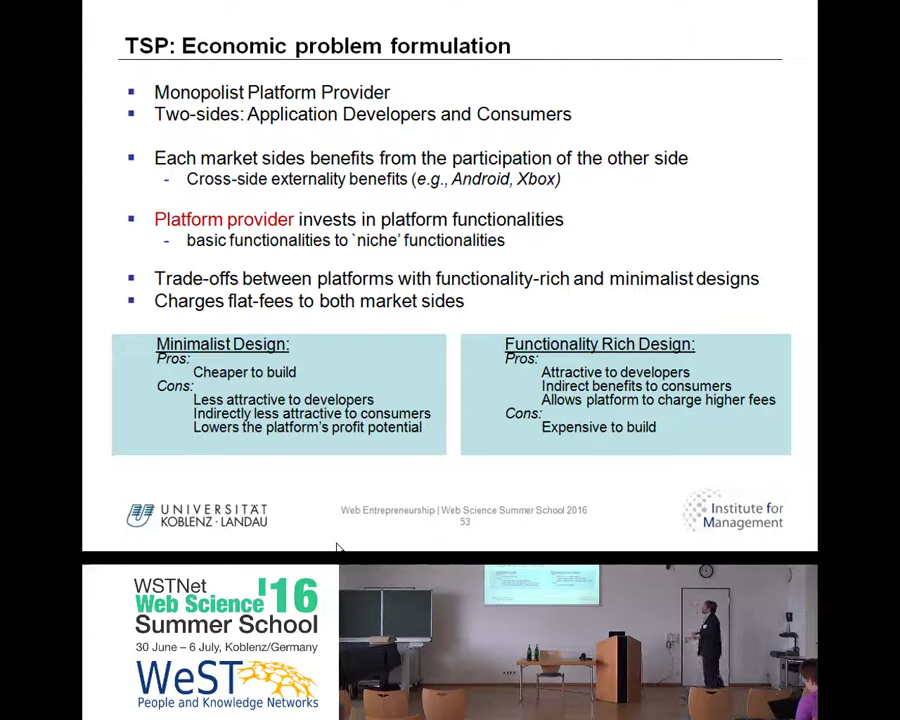 TSP: Economic problem formulation
Monopolist Platform Provider
Two-sides: Application Developers and Consumers
Each market sides benefits from the participation of the other side
- Cross-side externality benefits (e.g., Android, Xbox)
Platform provider invests in platform functionalities
- basic functionalities to `niche' functionalities
Trade-offs between platforms with functionality-rich and minimalist designs
Charges flat-fees to both market sides
Minimalist Design:
Pros:
Cheaper to build
Cons:
Less attractive to developers
Indirectly less attractive to consumers
Lowers the platform's profit potential
Functionality Rich Design:
Pros:
Attractive to developers
Indirect benefits to consumers
Allows platform to charge higher fees
Cons:
Expensive to build
UNIVERSITÄT
KOBLENZ·LANDAU
Web Entrepreneurship | Web Science Summer School 2016
53
Institute for
Management
WSTNet
Web Science '16
Summer School
30 June – 6 July, Koblenz/Germany
WeST
People and Knowledge Networks